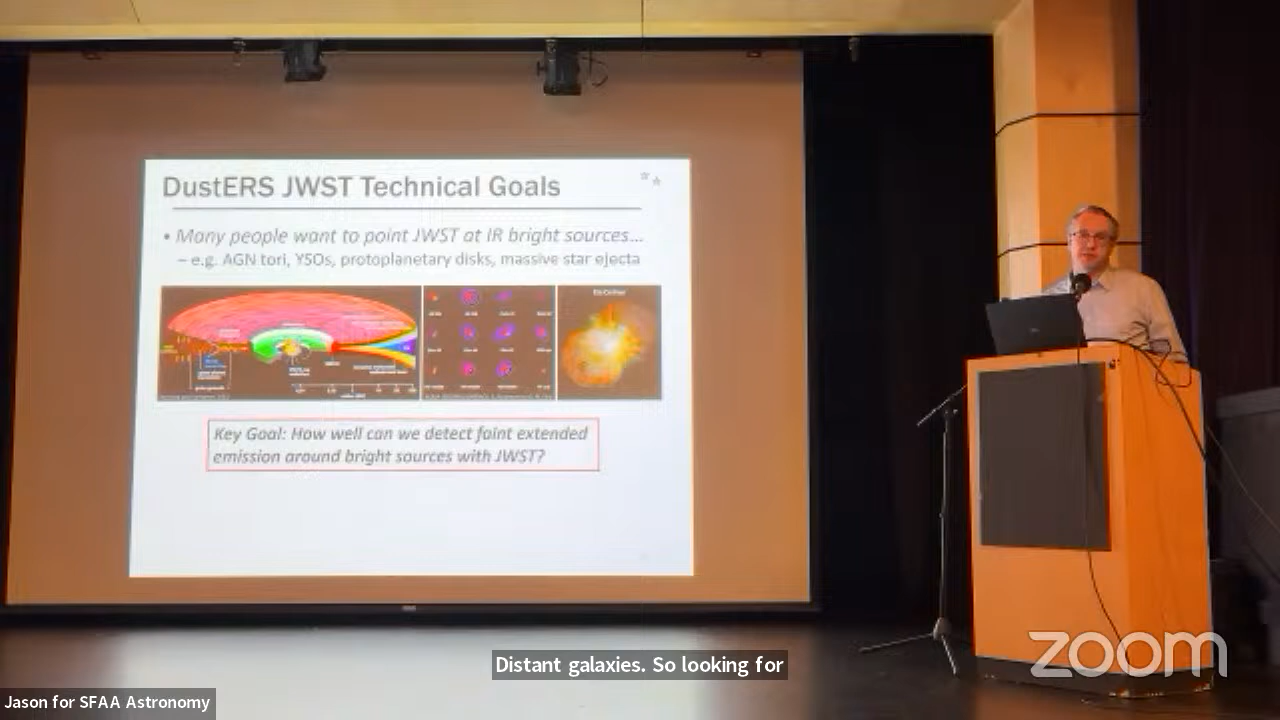 DustERS JWST Technical Goals
• Many people want to point JWST at IR bright sources...
– e.g. AGN tori, YSOs, protoplanetary disks, massive star ejecta
Key Goal: How well can we detect faint extended
emission around bright sources with JWST?
zoom
Distant galaxies. So looking for
Jason for SFAA Astronomy